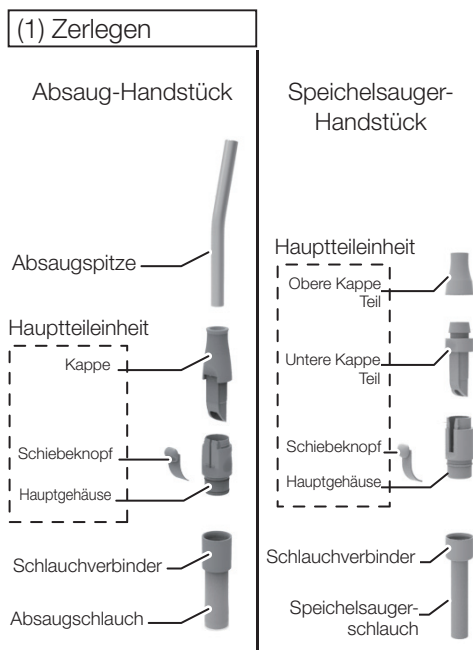 (1) Zerlegen
Absaug-Handstück
Absaugspitze
Hauptteileinheit
Kappe
Schiebeknopf
Hauptgehäuse
Schlauchverbinder
Absaugschlauch
Speichelsauger-
Handstück
Hauptteileinheit
Obere Kappe
Teil
Untere Kappe
Teil
Schiebeknopf
Hauptgehäuse
Schlauchverbinder
Speichelsauger-
schlauch